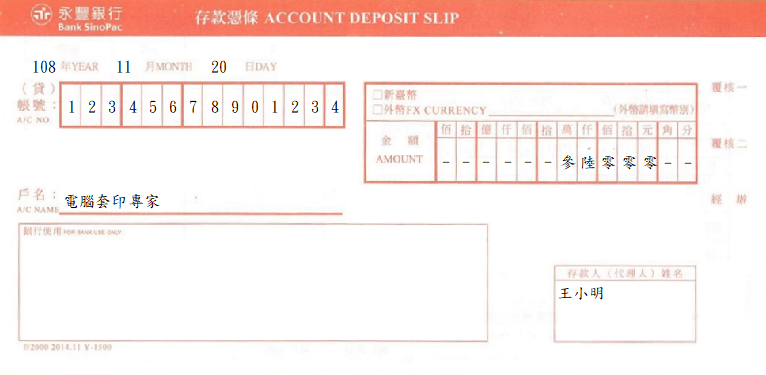 永豐銀行
Bank SinoPac
存款憑條 ACCOUNT DEPOSIT SLIP
108 年YEAR 11 月MONTH 20 日DAY
(貸)
帳號：
A/C NO.
1 2 3 4 5 6 7 8 9 0 1 2 3 4
□新臺幣
□外幣FX CURRENCY (外幣請填寫幣別)
金額
AMOUNT
佰 拾 億 仟 佰 拾 萬 仟 佰 拾 元 角 分
- - - - - - 參 陸 零 零 零 - -
覆核一
覆核二
經辦
戶名：
A/C NAME
電腦套印專家
銀行使用 FOR BANK USE ONLY
存款人(代理人)姓名
王小明
D2000 2014.11 Y-1500